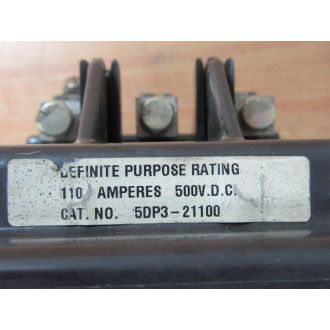 DEFINITE PURPOSE RATING
110 AMPERES 500V.D.C.
CAT. NO. 5DP3-21100